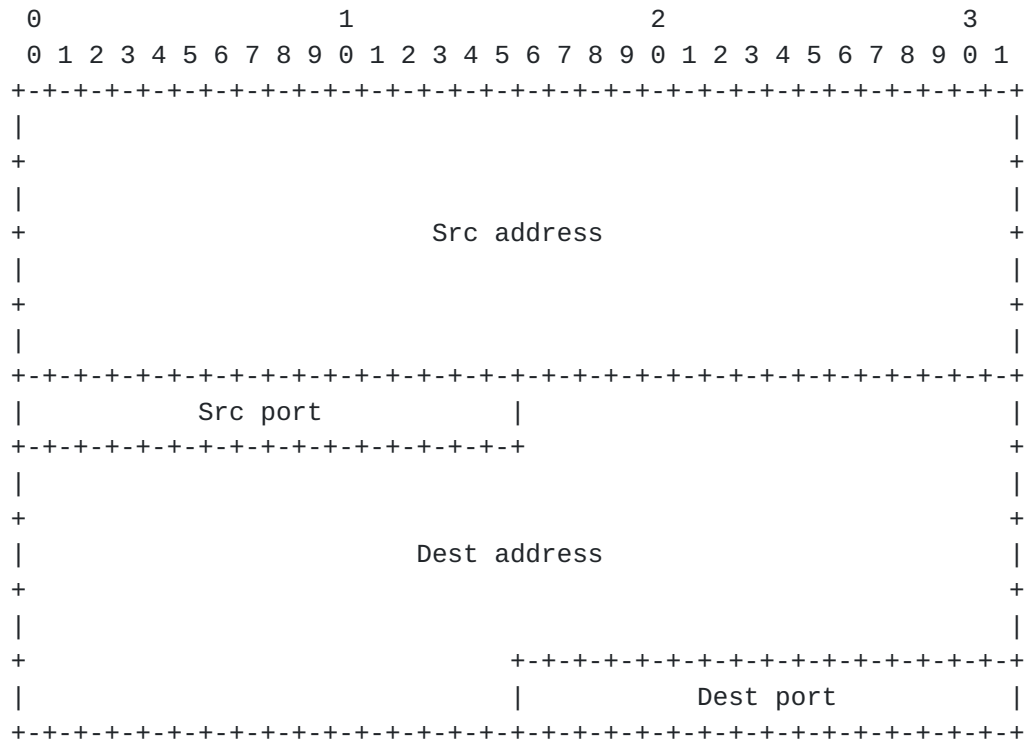 0                   1                   2                   3
 0 1 2 3 4 5 6 7 8 9 0 1 2 3 4 5 6 7 8 9 0 1 2 3 4 5 6 7 8 9 0 1
+-+-+-+-+-+-+-+-+-+-+-+-+-+-+-+-+-+-+-+-+-+-+-+-+-+-+-+-+-+-+-+-+
|                                                               |
+                                                               +
|                                                               |
+                          Src address                          +
|                                                               |
+                                                               +
|                                                               |
+-+-+-+-+-+-+-+-+-+-+-+-+-+-+-+-+-+-+-+-+-+-+-+-+-+-+-+-+-+-+-+-+
|           Src port            |                               |
+-+-+-+-+-+-+-+-+-+-+-+-+-+-+-+-+                               +
|                                                               |
+                                                               +
|                         Dest address                          |
+                                                               +
|                                                               |
+                               +-+-+-+-+-+-+-+-+-+-+-+-+-+-+-+-+
|                               |           Dest port           |
+-+-+-+-+-+-+-+-+-+-+-+-+-+-+-+-+-+-+-+-+-+-+-+-+-+-+-+-+-+-+-+-+